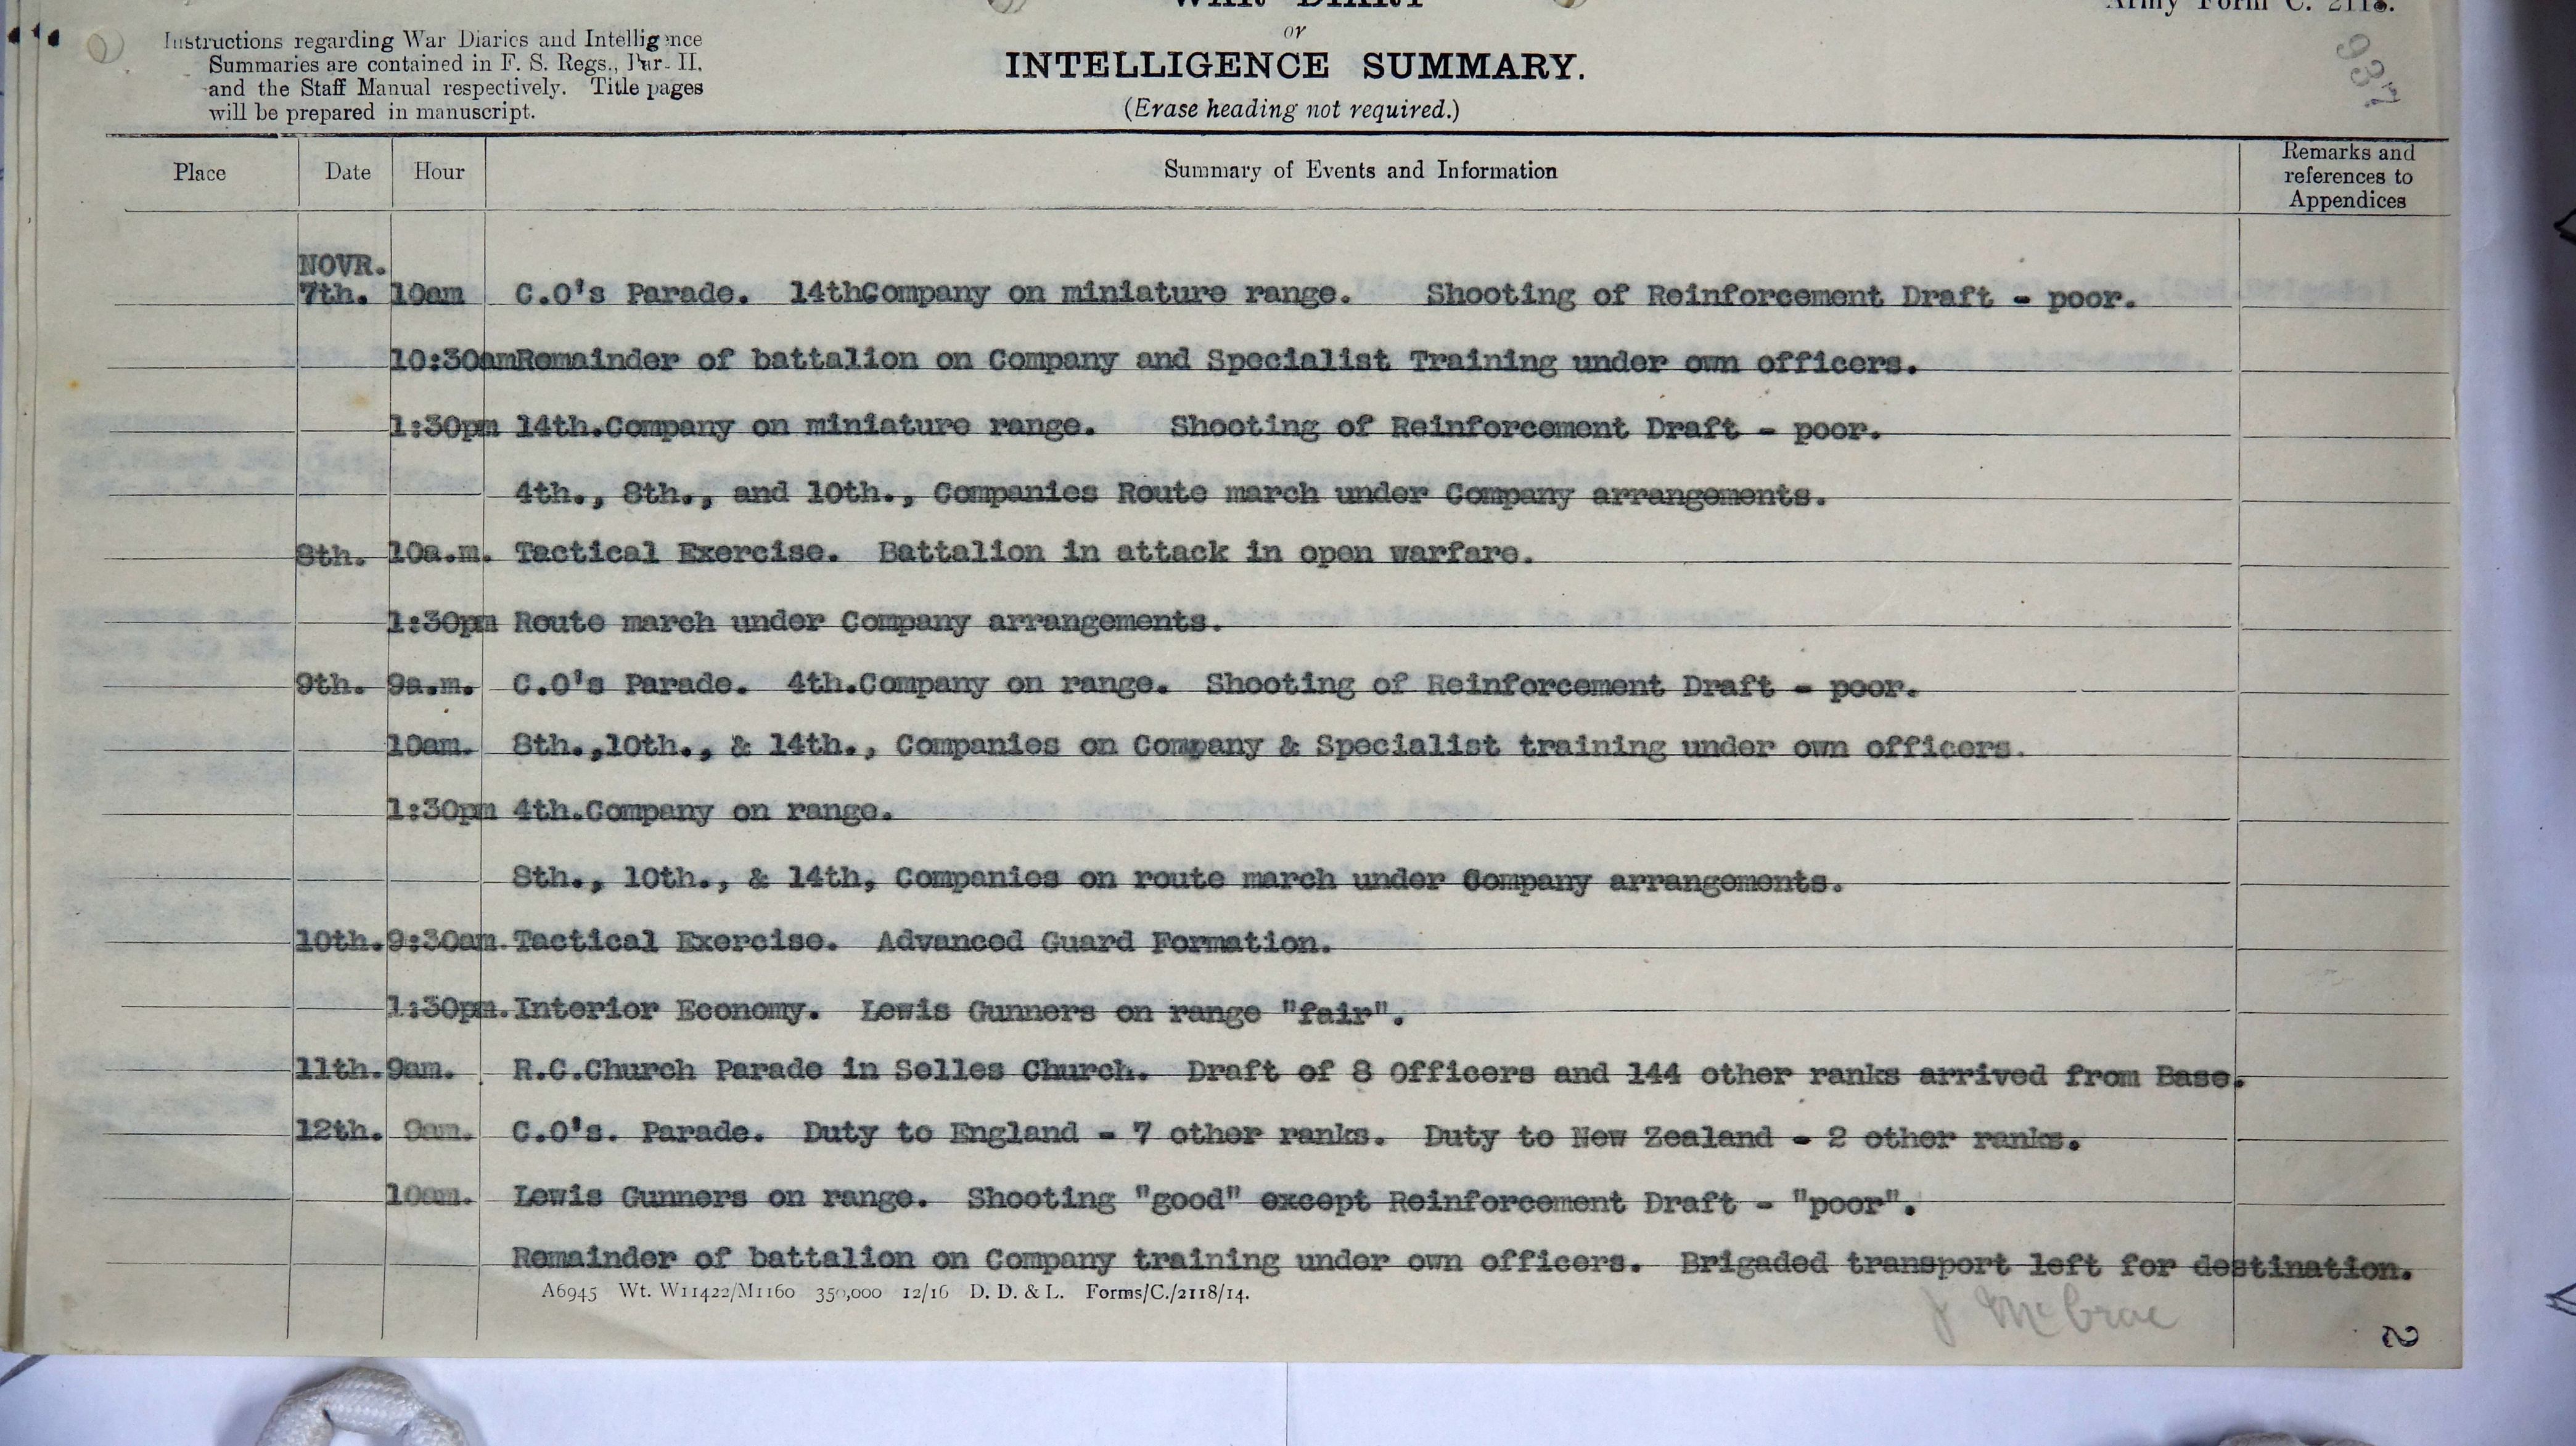 WAR DIARY
Army Form C. 2118.
or
INTELLIGENCE SUMMARY.
(Erase heading not required.)
Instructions regarding War Diaries and Intelligence
Summaries are contained in F. S. Regs., Part II.
and the Staff Manual respectively. Title pages
will be prepared in manuscript.
937
Place Date Hour Summary of Events and Information Remarks and references to Appendices
NOVR.
7th. 10am C.O's Parade. 14thCompany on miniature range. Shooting of Reinforcement Draft - poor.
10:30am Remainder of battalion on Company and Specialist Training under own officers.
1:30pm 14th.Company on miniature range. Shooting of Reinforcement Draft - poor.
4th., 8th., and 10th., Companies Route march under Company arrangements.
8th. 10a.m. Tactical Exercise. Battalion in attack in open warfare.
1:30pm Route march under Company arrangements.
9th. 9a.m. C.O's Parade. 4th.Company on range. Shooting of Reinforcement Draft - poor.
10am. 8th.,10th., & 14th., Companies on Company & Specialist training under own officers.
1:30pm 4th.Company on range.
8th., 10th., & 14th, Companies on route march under Company arrangements.
10th. 9:30am. Tactical Exercise. Advanced Guard Formation.
1:30pm. Interior Economy. Lewis Gunners on range "fair".
11th. 9am. R.C.Church Parade in Selles Church. Draft of 8 Officers and 144 other ranks arrived from Base.
12th. 9am. C.O's. Parade. Duty to England - 7 other ranks. Duty to New Zealand - 2 other ranks.
10am. Lewis Gunners on range. Shooting "good" except Reinforcement Draft - "poor".
Remainder of battalion on Company training under own officers. Brigaded transport left for destination.
A6945 Wt. W11422/M1160 350,000 12/16 D. D. & L. Forms/C./2118/14.
J McCrae
2